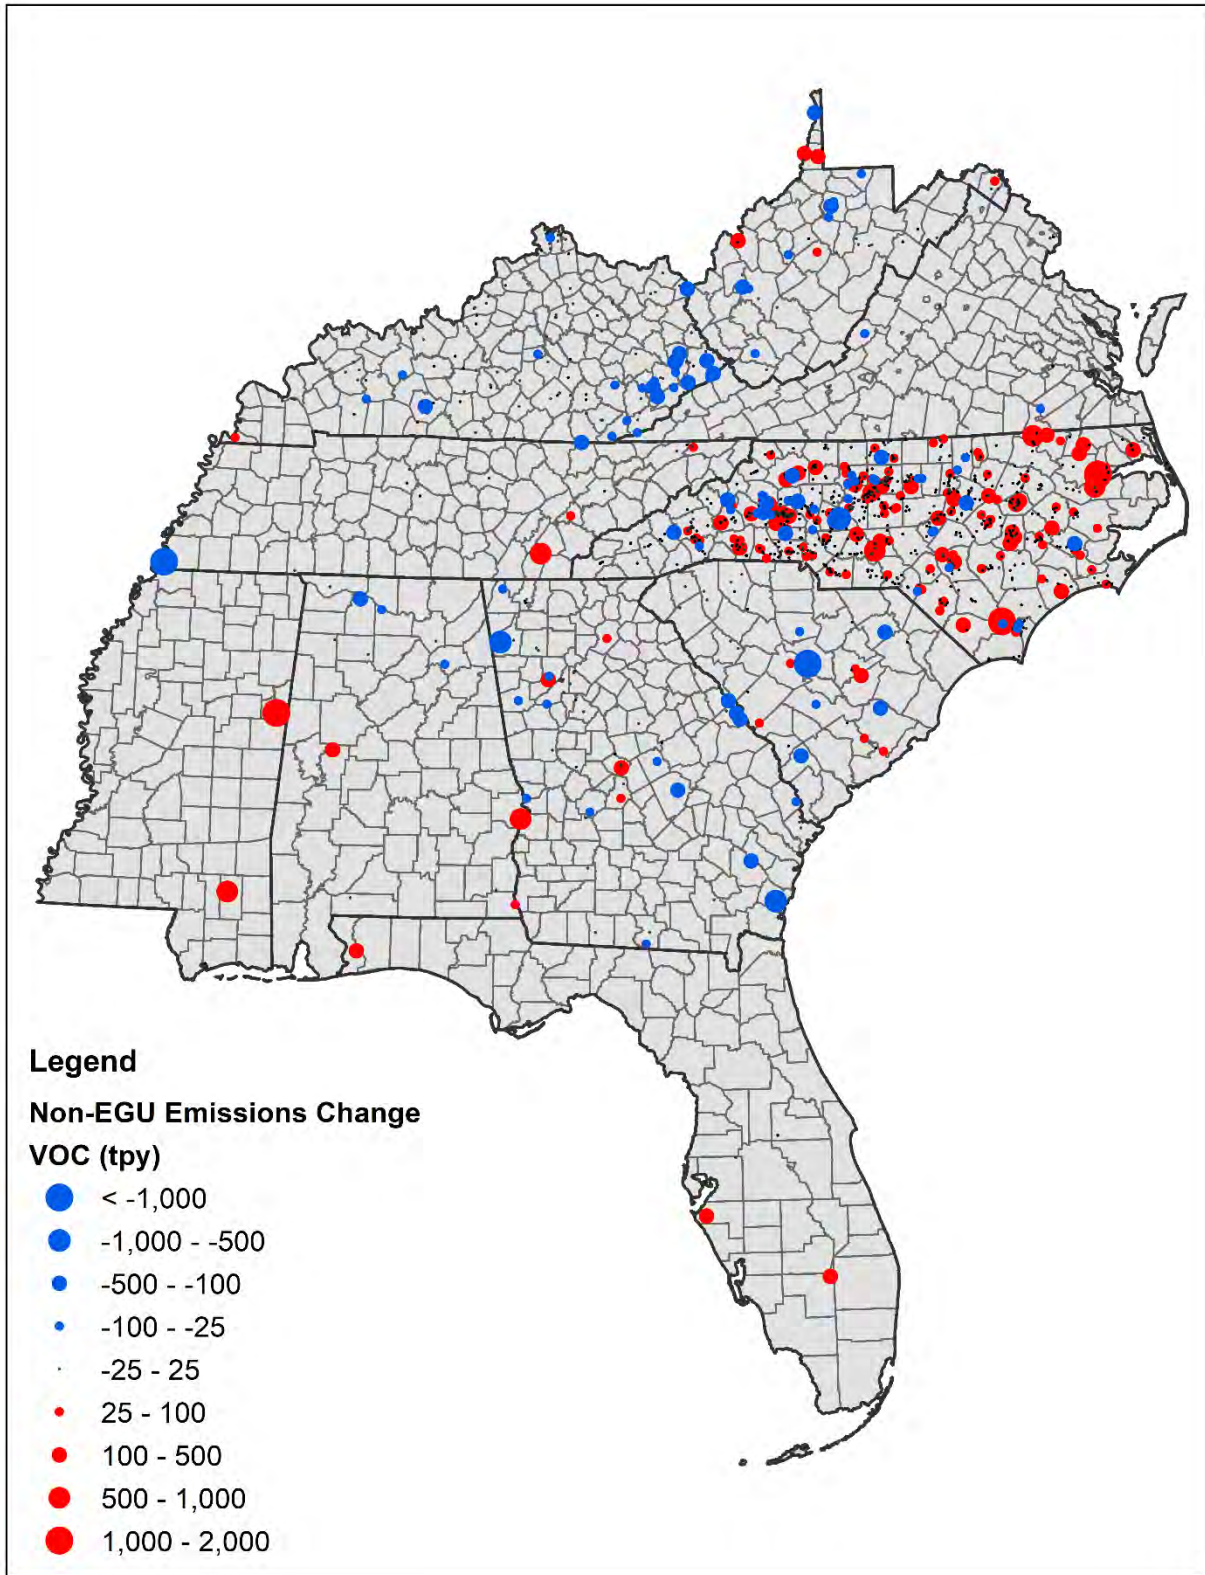 Legend
Non-EGU Emissions Change
VOC (tpy)
< -1,000
-1,000 - -500
-500 - -100
-100 - -25
-25 - 25
25 - 100
100 - 500
500 - 1,000
1,000 - 2,000